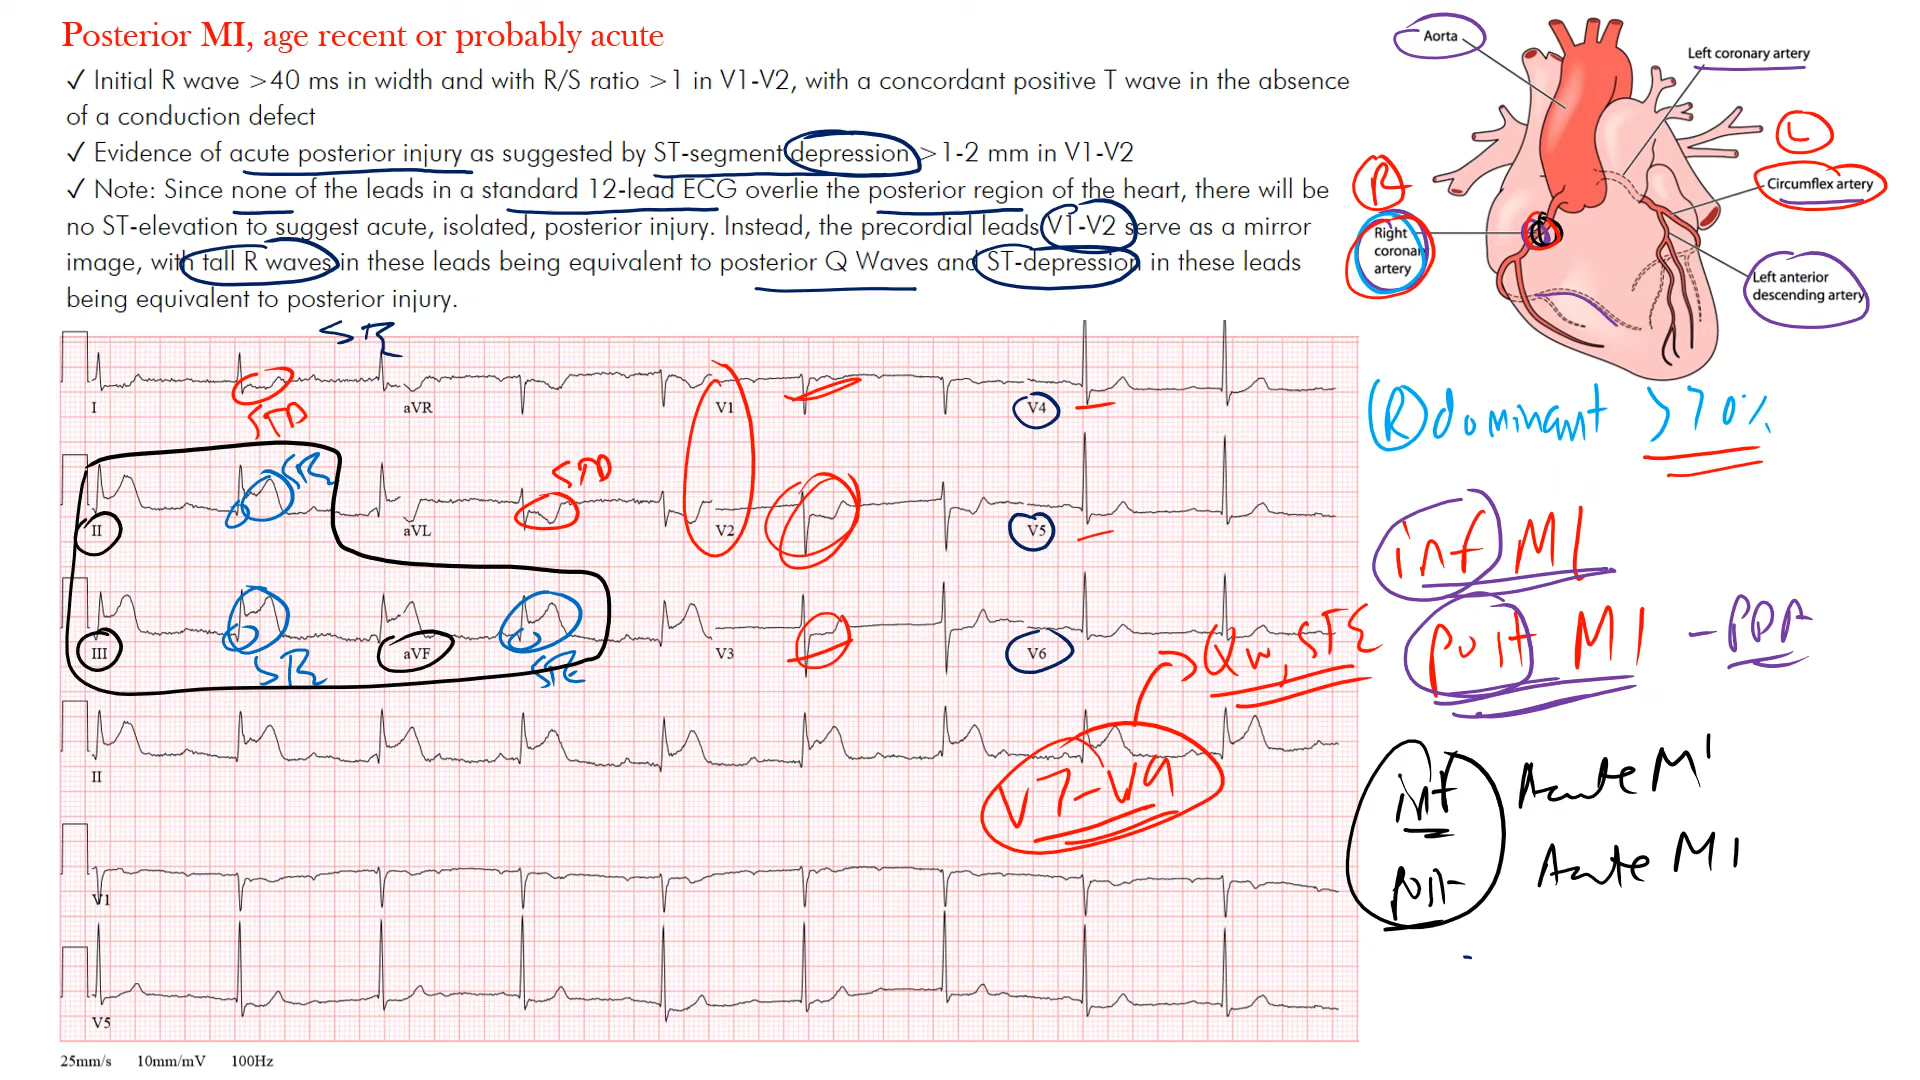 Posterior MI, age recent or probably acute
✓ Initial R wave >40 ms in width and with R/S ratio >1 in V1-V2, with a concordant positive T wave in the absence
of a conduction defect
✓ Evidence of acute posterior injury as suggested by ST-segment depression >1-2 mm in V1-V2
✓ Note: Since none of the leads in a standard 12-lead ECG overlie the posterior region of the heart, there will be
no ST-elevation to suggest acute, isolated, posterior injury. Instead, the precordial leads V1-V2 serve as a mirror
image, with tall R waves in these leads being equivalent to posterior Q Waves and ST-depression in these leads
being equivalent to posterior injury.
Aorta
Left coronary artery
L
Circumflex artery
R
Right
coronary
artery
Left anterior
descending artery
I
STD
aVR
V1
V4
R dominant >70%
II
STD
aVL
V2
V5
inf MI
III
aVF
STE
V3
V6
Qw, STE
post MI
- PDA
II
V7-V9
inf Acute MI
post Acute MI
V1
V5
25mm/s 10mm/mV 100Hz